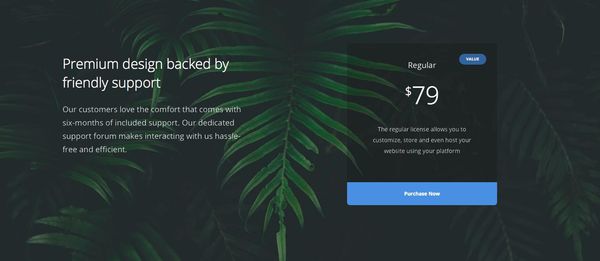 Premium design backed by
friendly support
Our customers love the comfort that comes with
six-months of included support. Our dedicated
support forum makes interacting with us hassle-
free and efficient.
VALUE
Regular
$79
The regular license allows you to
customize, store and even host your
website using your platform
Purchase Now